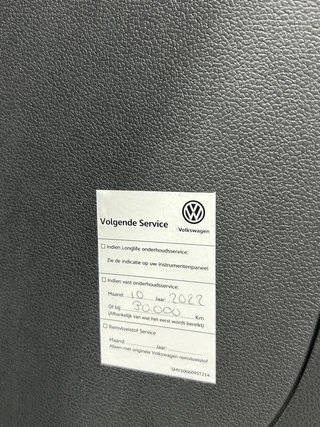 Volgende Service
Volkswagen
☐ Indien Longlife onderhoudsservice:
Zie de indicatie op uw instrumentenpaneel
☐ Indien vast onderhoudsservice:
Maand: 10 Jaar: 2022
Of bij 30.000 Km
(Afhankelijk van wat het eerst wordt bereikt)
☐ Remvloeistof Service
Maand: Jaar:
Alleen met originele Volkswagen remvloeistof